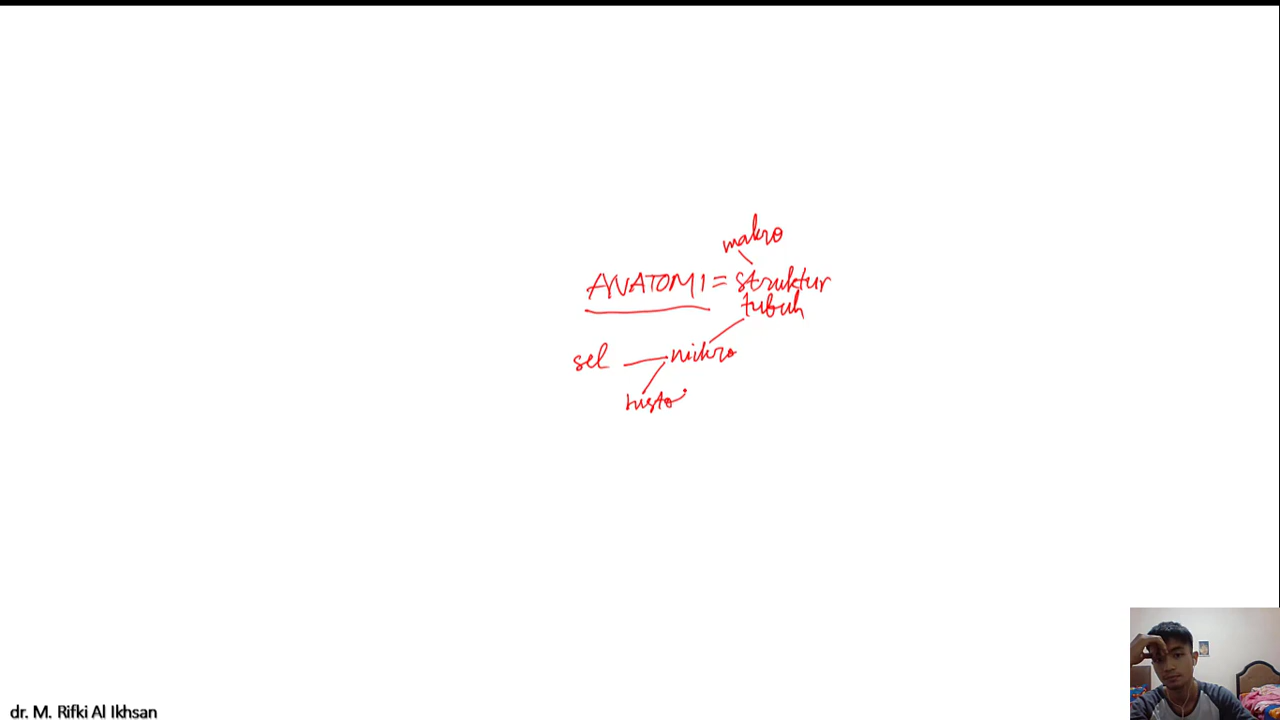 makro
ANATOMI = struktur
tubuh
sel mikro
histo
dr. M. Rifki Al Ikhsan